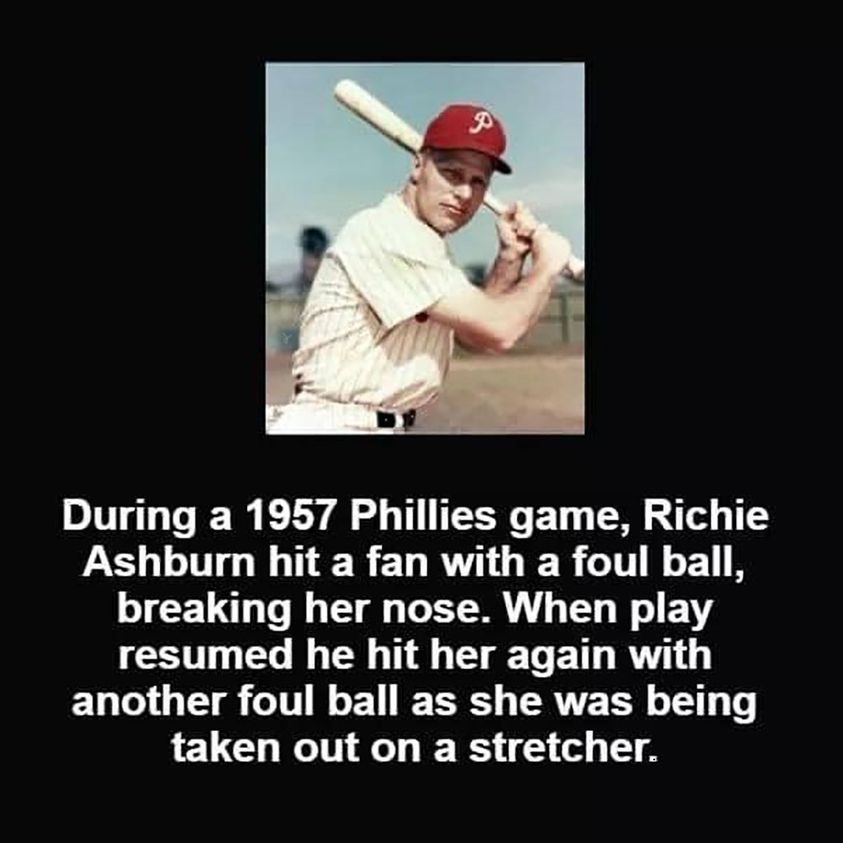 P
During a 1957 Phillies game, Richie
Ashburn hit a fan with a foul ball,
breaking her nose. When play
resumed he hit her again with
another foul ball as she was being
taken out on a stretcher.